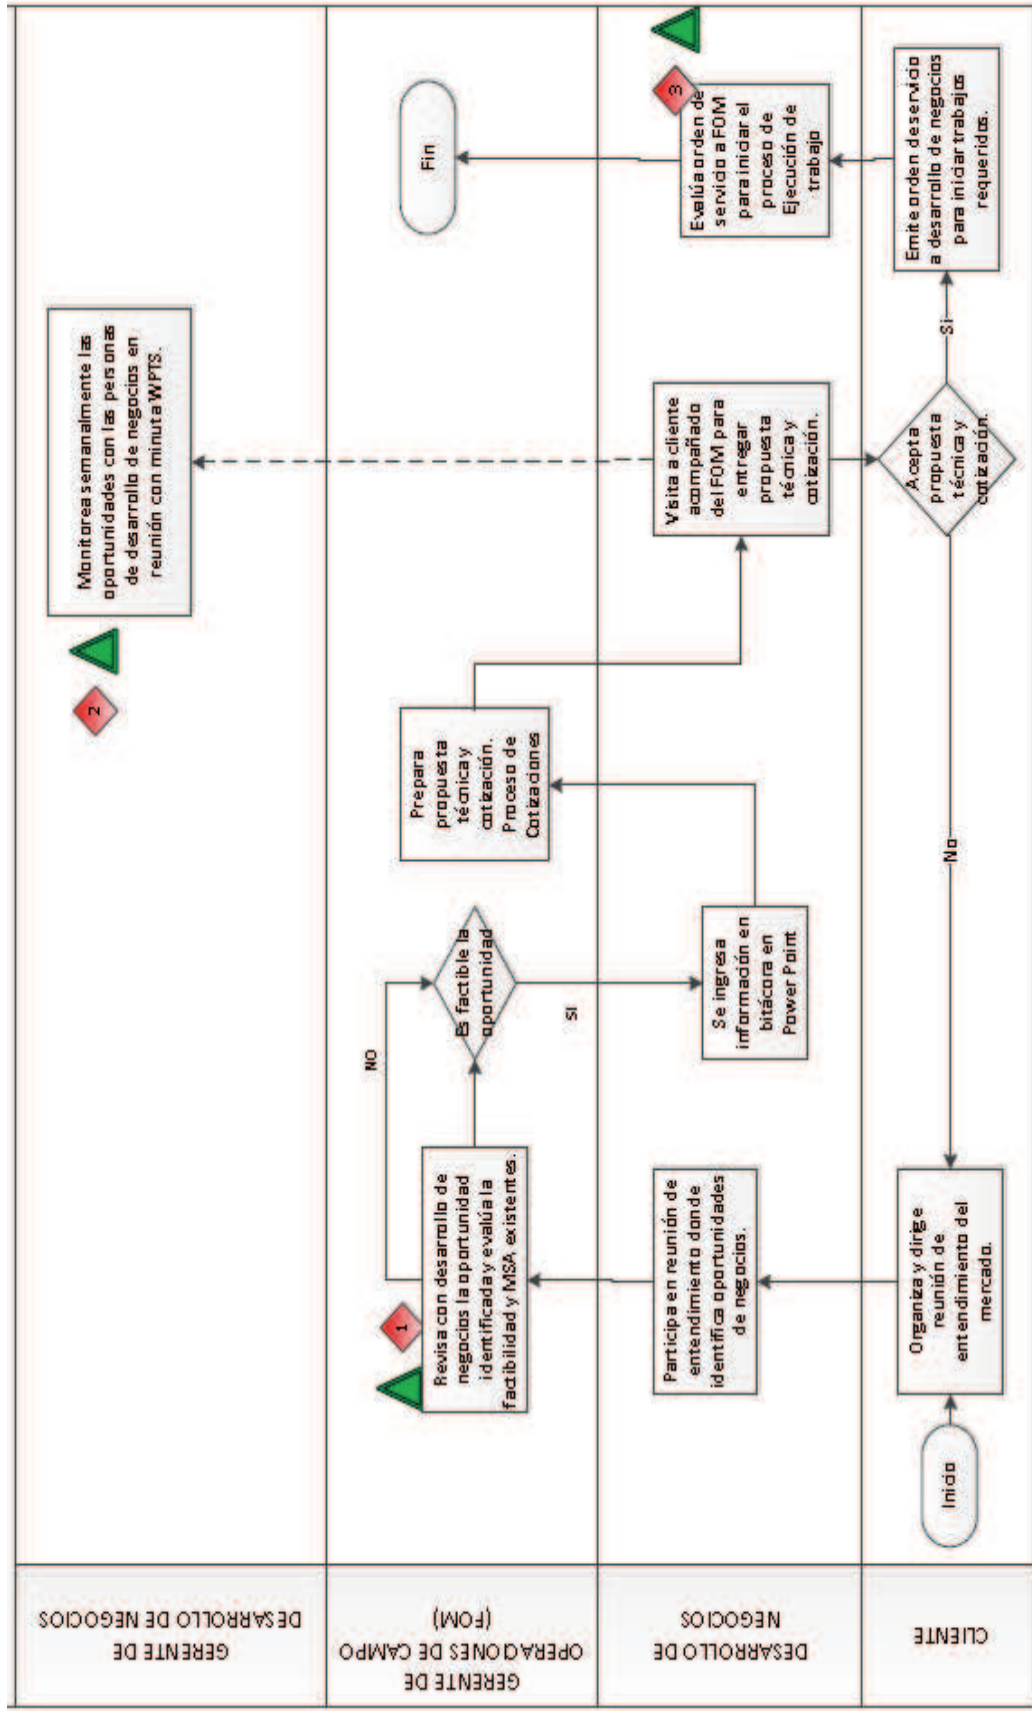 GERENTE DE
DESARROLLO DE NEGOCIOS
Monitorea semanalmente las
oportunidades con las personas
de desarrollo de negocios en
reunión con minuta WPTS.
2
GERENTE DE
OPERACIONES DE CAMPO
(FOM)
1
Revisa con desarrollo de
negocios la oportunidad
identificada y evalúa la
factibilidad y MSA existentes.
NO
Es factible la
oportunidad
SI
Prepara
propuesta
técnica y
cotización.
Proceso de
Cotizaciones
Fin
DESARROLLO DE
NEGOCIOS
Participa en reunión de
entendimiento donde
identifica oportunidades
de negocios.
Se ingresa
información en
bitácora en
Power Point
Visita a cliente
acompañado
del FOM para
entregar
propuesta
técnica y
cotización.
3
Evalúa orden de
servicio a FOM
para iniciar el
proceso de
Ejecución de
trabajo
CLIENTE
Inicio
Organiza y dirige
reunión de
entendimiento del
mercado.
No
Acepta
propuesta
técnica y
cotización.
Si
Emite orden de servicio
a desarrollo de negocios
para iniciar trabajos
requeridos.